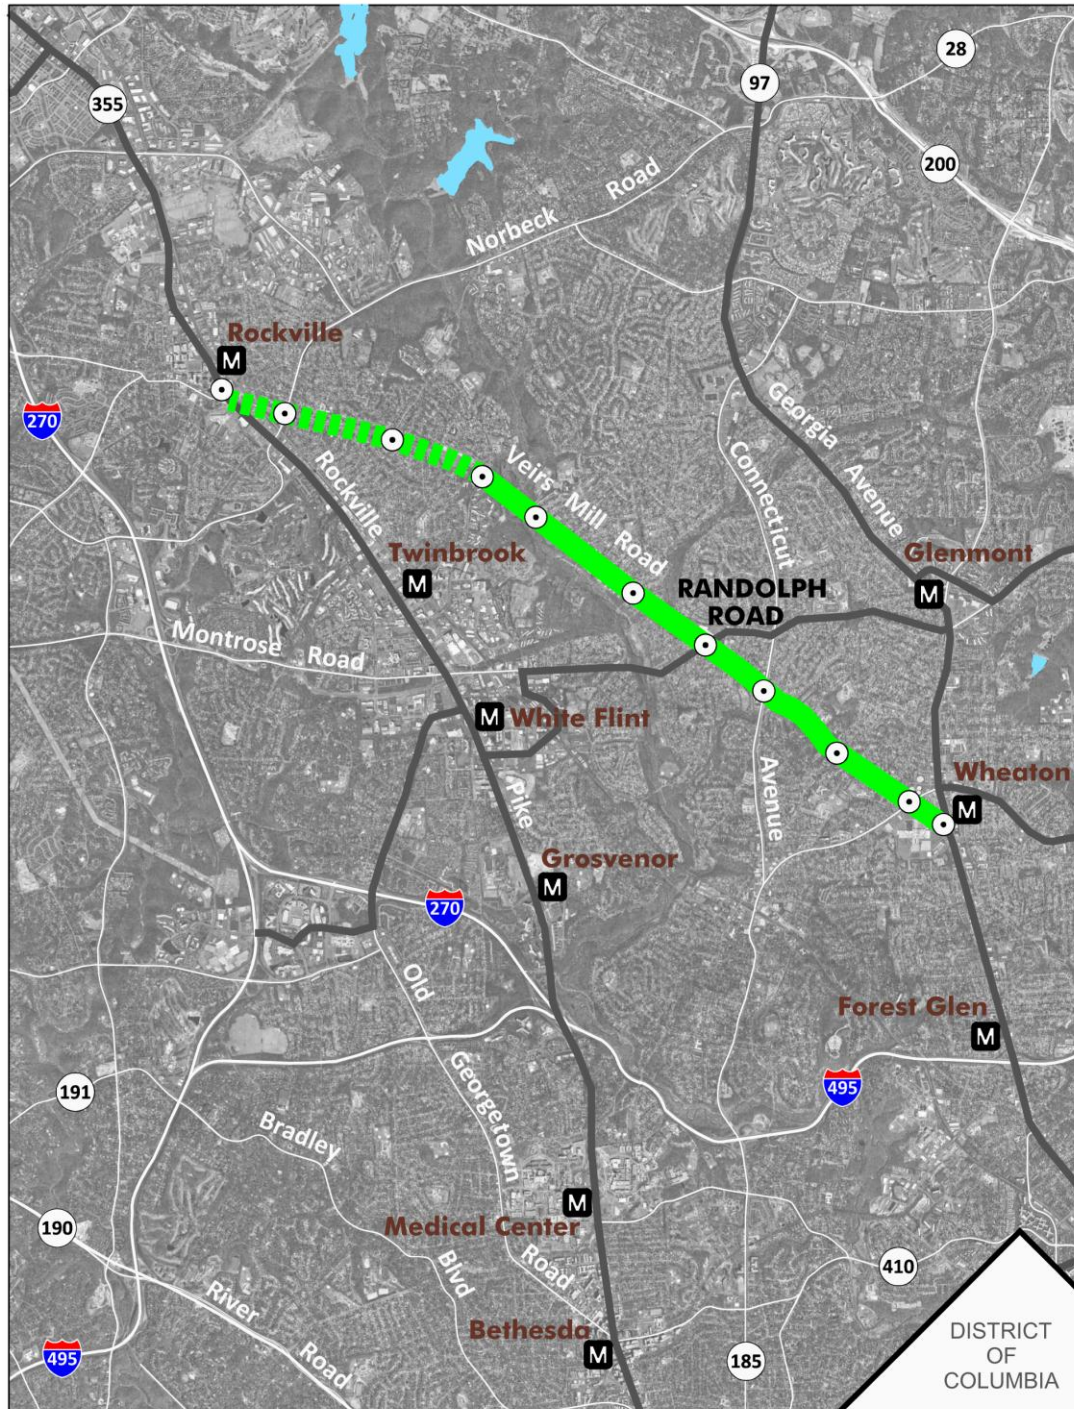 28
97
355
200
Norbeck
Road
Rockville
M
270
Georgia
Avenue
Connecticut
Avenue
Veirs Mill Road
Rockville
Pike
Twinbrook
M
Glenmont
M
RANDOLPH
ROAD
Montrose Road
M
White Flint
Wheaton
M
Grosvenor
M
270
Old
Georgetown
Road
Forest Glen
M
495
191
Bradley
Blvd
M
Medical Center
190
River
Road
410
Bethesda
M
495
185
DISTRICT
OF
COLUMBIA